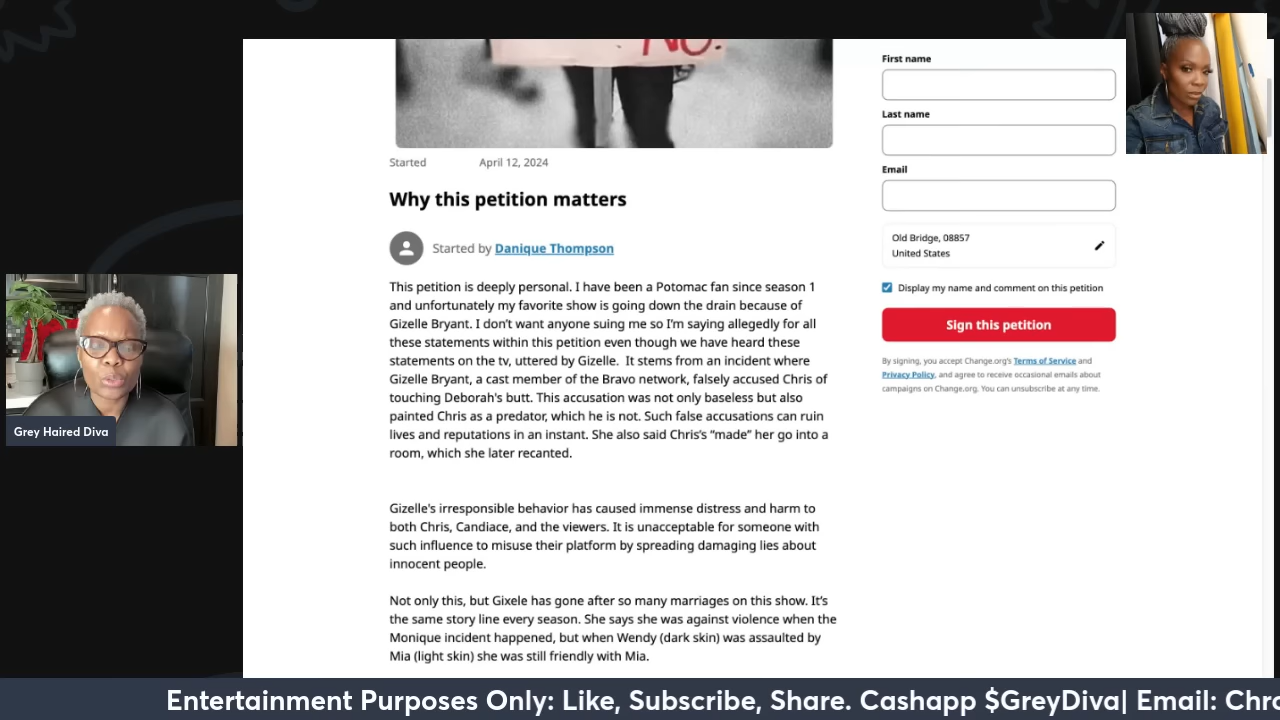 NO.
First name
Last name
Email
Old Bridge, 08857
United States
Display my name and comment on this petition
Sign this petition
By signing, you accept Change.org's Terms of Service and
Privacy Policy, and agree to receive occasional emails about
campaigns on Change.org. You can unsubscribe at any time.
Started April 12, 2024
Why this petition matters
Started by Danique Thompson
This petition is deeply personal. I have been a Potomac fan since season 1
and unfortunately my favorite show is going down the drain because of
Gizelle Bryant. I don't want anyone suing me so I'm saying allegedly for all
these statements within this petition even though we have heard these
statements on the tv, uttered by Gizelle. It stems from an incident where
Gizelle Bryant, a cast member of the Bravo network, falsely accused Chris of
touching Deborah's butt. This accusation was not only baseless but also
painted Chris as a predator, which he is not. Such false accusations can ruin
lives and reputations in an instant. She also said Chris's “made” her go into a
room, which she later recanted.
Gizelle's irresponsible behavior has caused immense distress and harm to
both Chris, Candiace, and the viewers. It is unacceptable for someone with
such influence to misuse their platform by spreading damaging lies about
innocent people.
Not only this, but Gixele has gone after so many marriages on this show. It's
the same story line every season. She says she was against violence when the
Monique incident happened, but when Wendy (dark skin) was assaulted by
Mia (light skin) she was still friendly with Mia.
Grey Haired Diva
Entertainment Purposes Only: Like, Subscribe, Share. Cashapp $GreyDiva| Email: Chro